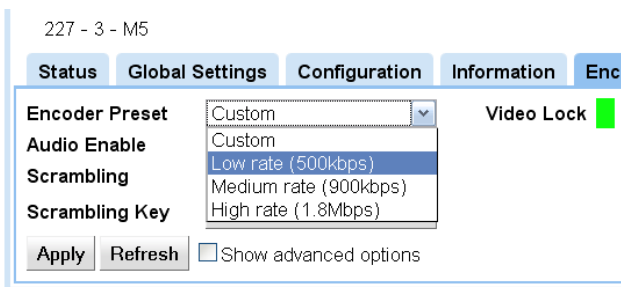 227 - 3 - M5
Status Global Settings Configuration Information Enc
Encoder Preset Custom Video Lock
Audio Enable Custom
Low rate (500kbps)
Scrambling
Medium rate (900kbps)
Scrambling Key High rate (1.8Mbps)
Apply Refresh Show advanced options